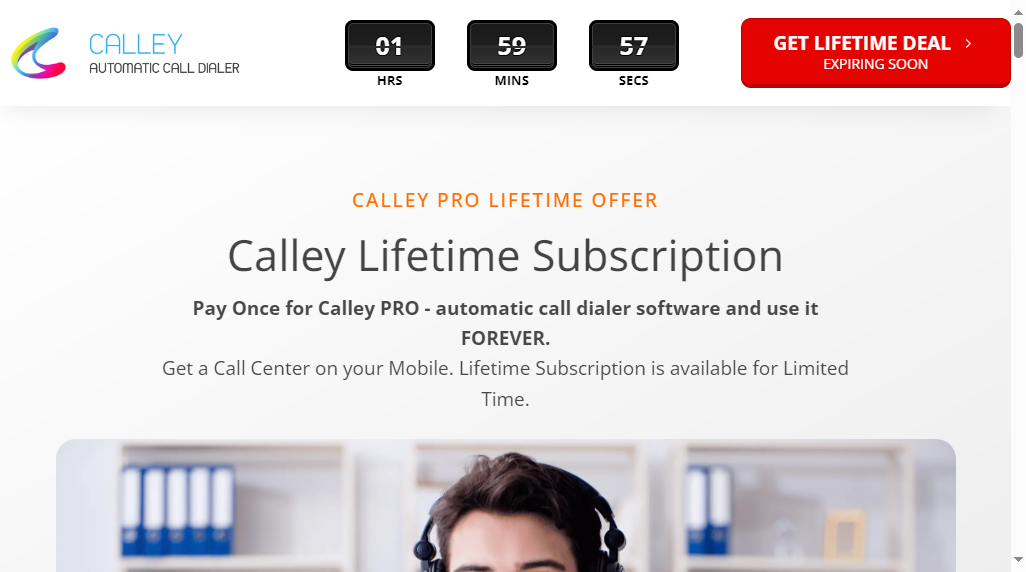 CALLEY
AUTOMATIC CALL DIALER
01
HRS
59
MINS
57
SECS
GET LIFETIME DEAL
EXPIRING SOON
CALLEY PRO LIFETIME OFFER
Calley Lifetime Subscription
Pay Once for Calley PRO - automatic call dialer software and use it
FOREVER.
Get a Call Center on your Mobile. Lifetime Subscription is available for Limited
Time.